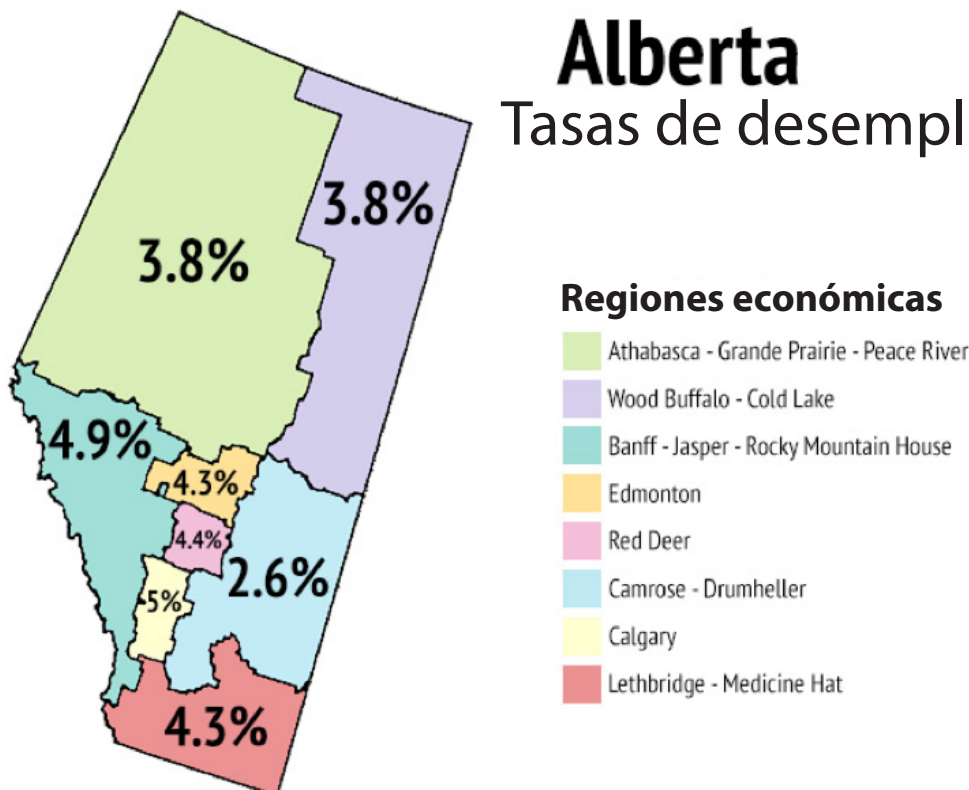 Alberta
Tasas de desempl
3.8%
3.8%
Regiones económicas
Athabasca - Grande Prairie - Peace River
Wood Buffalo - Cold Lake
4.9%
Banff - Jasper - Rocky Mountain House
4.3%
Edmonton
4.4%
Red Deer
2.6%
Camrose - Drumheller
5%
Calgary
Lethbridge - Medicine Hat
4.3%